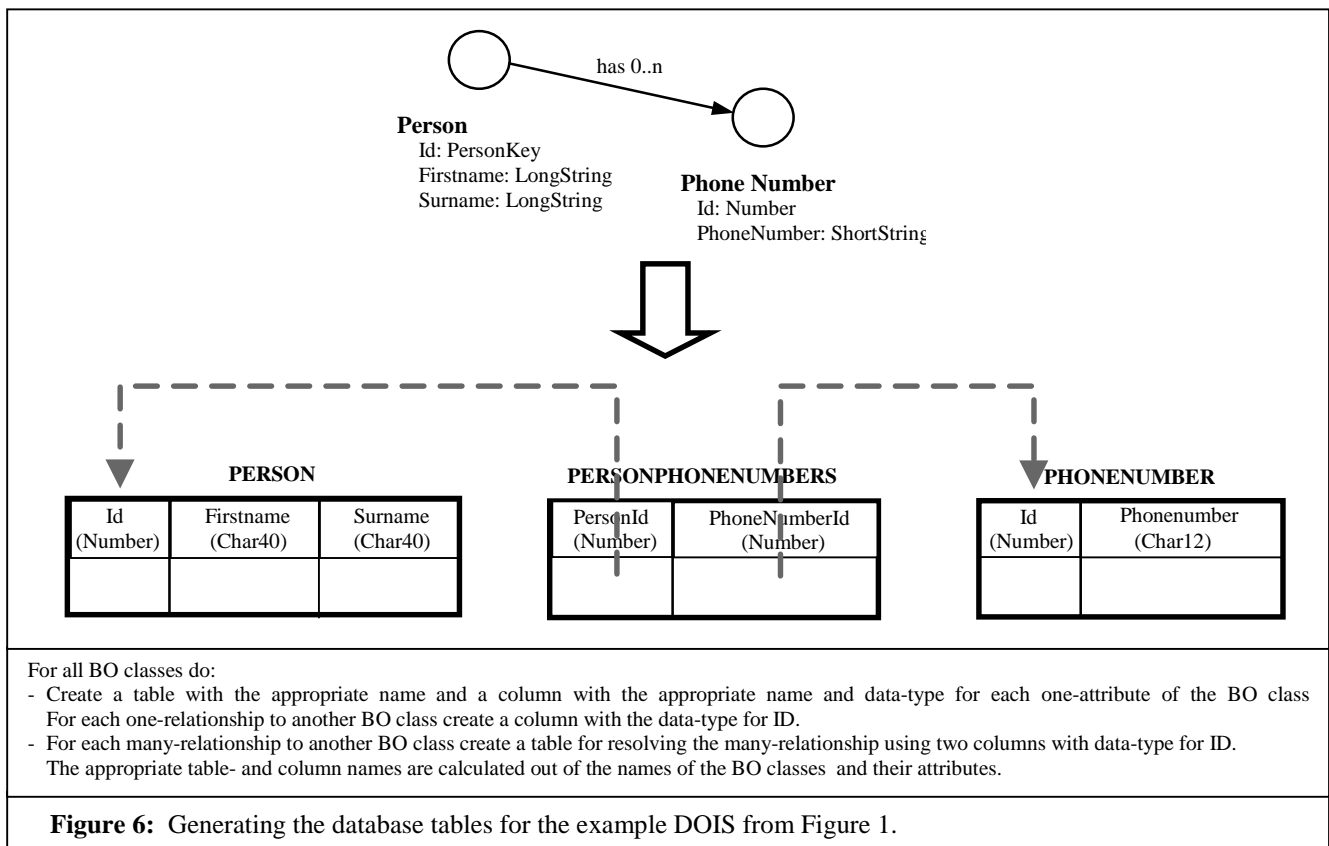 has 0..n
Person
Id: PersonKey
Firstname: LongString
Surname: LongString
Phone Number
Id: Number
PhoneNumber: ShortString
PERSON
Id
(Number)
Firstname
(Char40)
Surname
(Char40)
PERSONPHONENUMBERS
PersonId
(Number)
PhoneNumberId
(Number)
PHONENUMBER
Id
(Number)
Phonenumber
(Char12)
For all BO classes do:
- Create a table with the appropriate name and a column with the appropriate name and data-type for each one-attribute of the BO class
For each one-relationship to another BO class create a column with the data-type for ID.
- For each many-relationship to another BO class create a table for resolving the many-relationship using two columns with data-type for ID.
The appropriate table- and column names are calculated out of the names of the BO classes and their attributes.
Figure 6: Generating the database tables for the example DOIS from Figure 1.